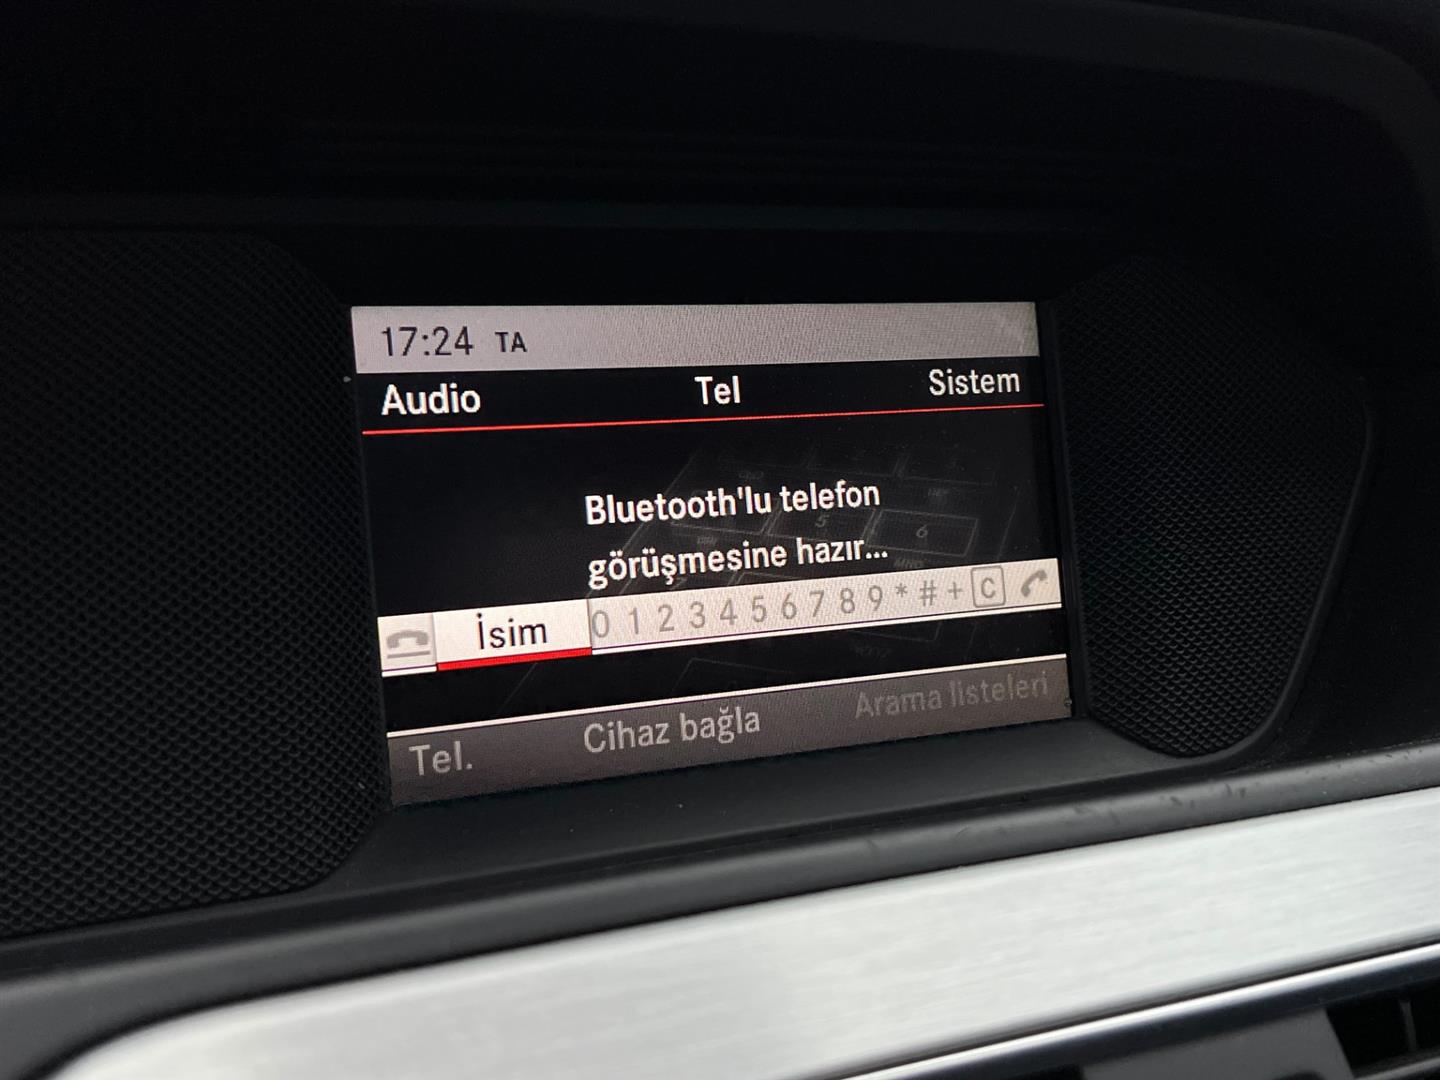 17:24 TA
Audio Tel Sistem
Bluetooth'lu telefon
görüşmesine hazır...
İsim 0 1 2 3 4 5 6 7 8 9 * # + C
Tel. Cihaz bağla Arama listeleri